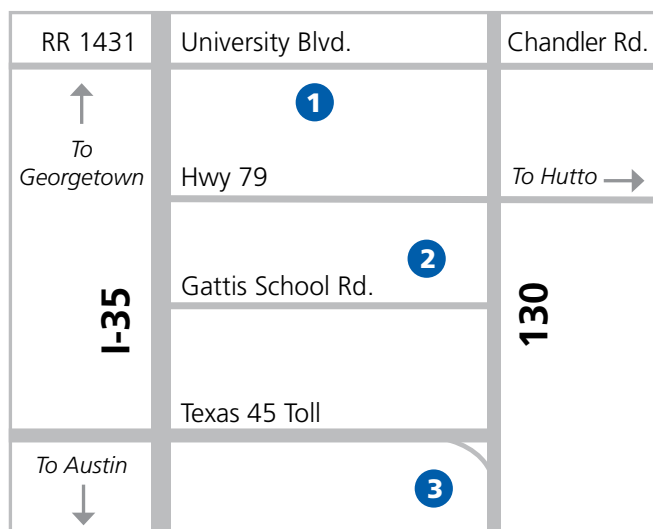 RR 1431
University Blvd.
Chandler Rd.
1
To
Georgetown
Hwy 79
To Hutto
2
Gattis School Rd.
I-35
130
Texas 45 Toll
To Austin
3